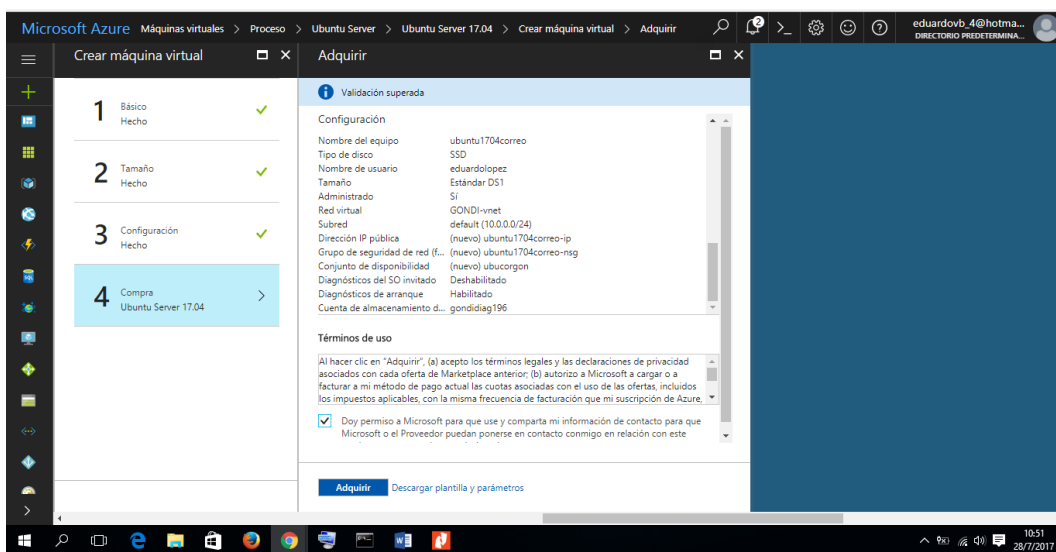 Microsoft Azure Máquinas virtuales > Proceso > Ubuntu Server > Ubuntu Server 17.04 > Crear máquina virtual > Adquirir
2
eduardovb_4@hotma...
DIRECTORIO PREDETERMINA...
Crear máquina virtual
1 Básico
Hecho
2 Tamaño
Hecho
3 Configuración
Hecho
4 Compra
Ubuntu Server 17.04
Adquirir
Validación superada
Configuración
Nombre del equipo ubuntu1704correo
Tipo de disco SSD
Nombre de usuario eduardolopez
Tamaño Estándar DS1
Administrado Sí
Red virtual GONDI-vnet
Subred default (10.0.0.0/24)
Dirección IP pública (nuevo) ubuntu1704correo-ip
Grupo de seguridad de red (f... (nuevo) ubuntu1704correo-nsg
Conjunto de disponibilidad (nuevo) ubucorgon
Diagnósticos del SO invitado Deshabilitado
Diagnósticos de arranque Habilitado
Cuenta de almacenamiento d... gondidiag196
Términos de uso
Al hacer clic en "Adquirir", (a) acepto los términos legales y las declaraciones de privacidad
asociados con cada oferta de Marketplace anterior; (b) autorizo a Microsoft a cargar o a
facturar a mi método de pago actual las cuotas asociadas con el uso de las ofertas, incluidos
los impuestos aplicables, con la misma frecuencia de facturación que mi suscripción de Azure,
Doy permiso a Microsoft para que use y comparta mi información de contacto para que
Microsoft o el Proveedor puedan ponerse en contacto conmigo en relación con este
Adquirir Descargar plantilla y parámetros
10:51
28/7/2017